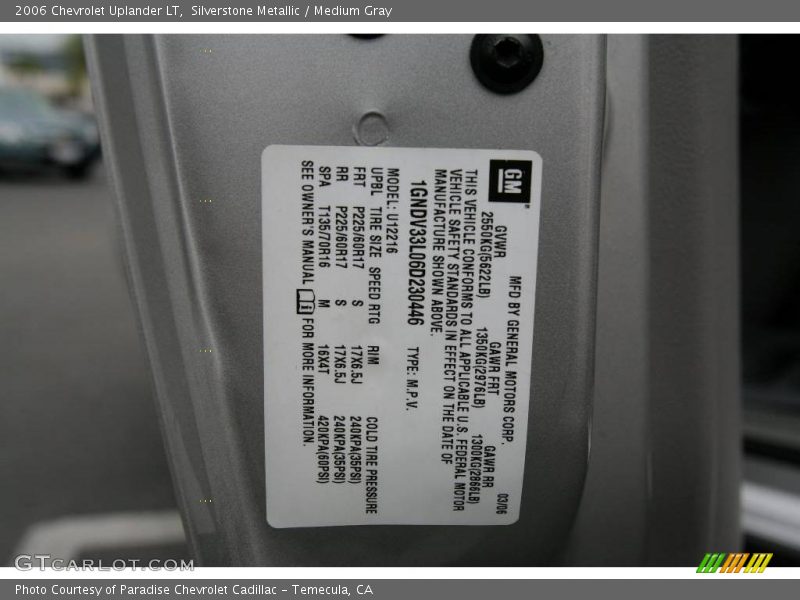 2006 Chevrolet Uplander LT,  Silverstone Metallic / Medium Gray
GM
MFD BY GENERAL MOTORS CORP.
03/06
GVWR GAWR FRT GAWR RR
2550KG(5622LB) 1350KG(2976LB) 1300KG(2866LB)
THIS VEHICLE CONFORMS TO ALL APPLICABLE U.S. FEDERAL MOTOR
VEHICLE SAFETY STANDARDS IN EFFECT ON THE DATE OF
MANUFACTURE SHOWN ABOVE.
1GNDV33L06D230446 TYPE: M.P.V.
MODEL: U12216
UPBL TIRE SIZE SPEED RTG RIM COLD TIRE PRESSURE
FRT P225/60R17 S 17X6.5J 240KPA(35PSI)
RR P225/60R17 S 17X6.5J 240KPA(35PSI)
SPA T135/70R16 M 16X4T 420KPA(60PSI)
SEE OWNER'S MANUAL FOR MORE INFORMATION.
GTCARLOT.COM
Photo Courtesy of Paradise Chevrolet Cadillac – Temecula, CA